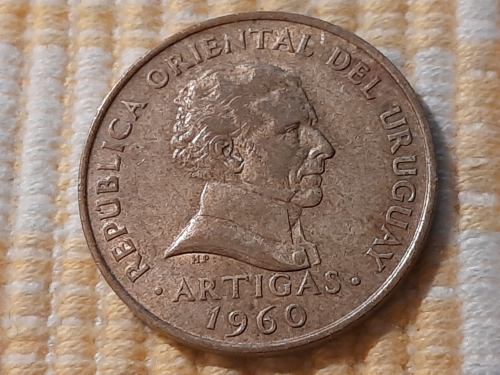 REPUBLICA ORIENTAL DEL URUGUAY
HP
· ARTIGAS ·
1960